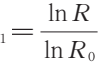 ₁ = ln R / ln R₀